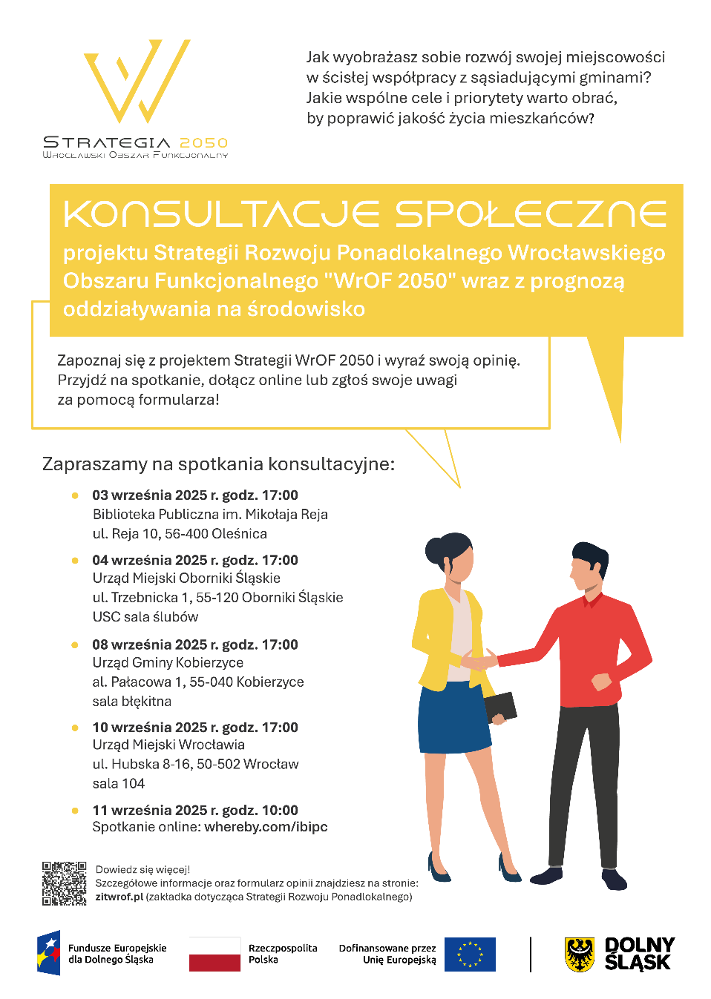 Jak wyobrażasz sobie rozwój swojej miejscowości
w ścisłej współpracy z sąsiadującymi gminami?
Jakie wspólne cele i priorytety warto obrać,
by poprawić jakość życia mieszkańców?
STRATEGIA 2050
WROCŁAWSKI OBSZAR FUNKCJONALNY
KONSULTACJE SPOŁECZNE
projektu Strategii Rozwoju Ponadlokalnego Wrocławskiego
Obszaru Funkcjonalnego "WrOF 2050" wraz z prognozą
oddziaływania na środowisko
Zapoznaj się z projektem Strategii WrOF 2050 i wyraź swoją opinię.
Przyjdź na spotkanie, dołącz online lub zgłoś swoje uwagi
za pomocą formularza!
Zapraszamy na spotkania konsultacyjne:
03 września 2025 r. godz. 17:00
Biblioteka Publiczna im. Mikołaja Reja
ul. Reja 10, 56-400 Oleśnica
04 września 2025 r. godz. 17:00
Urząd Miejski Oborniki Śląskie
ul. Trzebnicka 1, 55-120 Oborniki Śląskie
USC sala ślubów
08 września 2025 r. godz. 17:00
Urząd Gminy Kobierzyce
al. Pałacowa 1, 55-040 Kobierzyce
sala błękitna
10 września 2025 r. godz. 17:00
Urząd Miejski Wrocławia
ul. Hubska 8-16, 50-502 Wrocław
sala 104
11 września 2025 r. godz. 10:00
Spotkanie online: whereby.com/ibipc
Dowiedz się więcej!
Szczegółowe informacje oraz formularz opinii znajdziesz na stronie:
zitwrof.pl (zakładka dotycząca Strategii Rozwoju Ponadlokalnego)
Fundusze Europejskie
dla Dolnego Śląska
Rzeczpospolita
Polska
Dofinansowane przez
Unię Europejską
DOLNY
ŚLĄSK